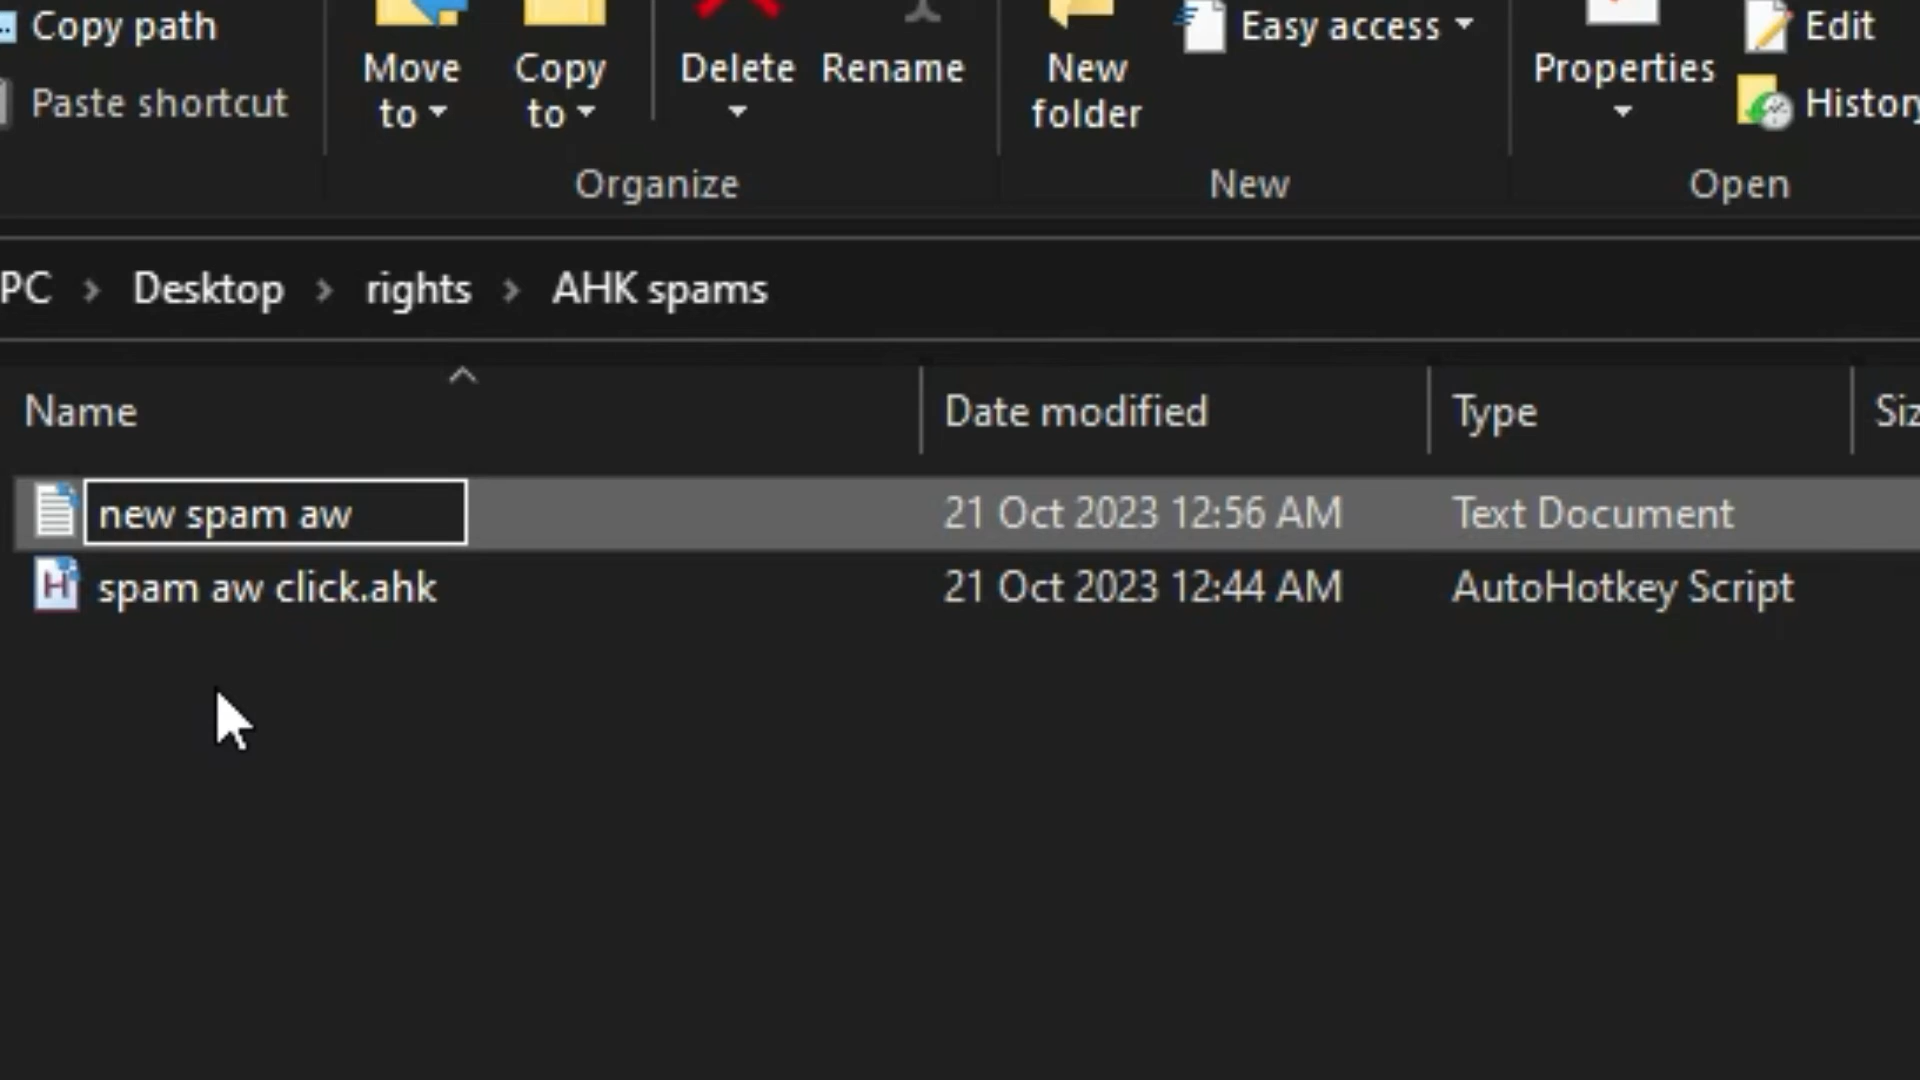 Copy path
Paste shortcut
Move to
Copy to
Delete
Rename
New folder
Easy access
Properties
Edit
History
Organize
New
Open
PC > Desktop > rights > AHK spams
Name Date modified Type Siz
new spam aw 21 Oct 2023 12:56 AM Text Document
spam aw click.ahk 21 Oct 2023 12:44 AM AutoHotkey Script